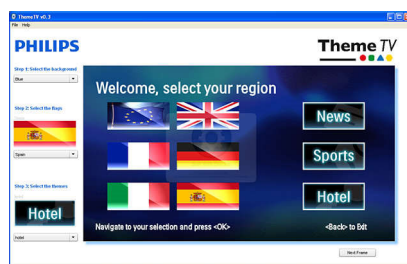 ThemeTV v0.3
File Help
PHILIPS
Theme TV
Step 1: Select the background
Blue
Welcome, select your region
Step 2: Select the flags
News
Spain
Sports
Step 3: Select the themes
Hotel
Hotel
Navigate to your selection and press <OK>
<Back> to Exit
Hotel
Next Frame